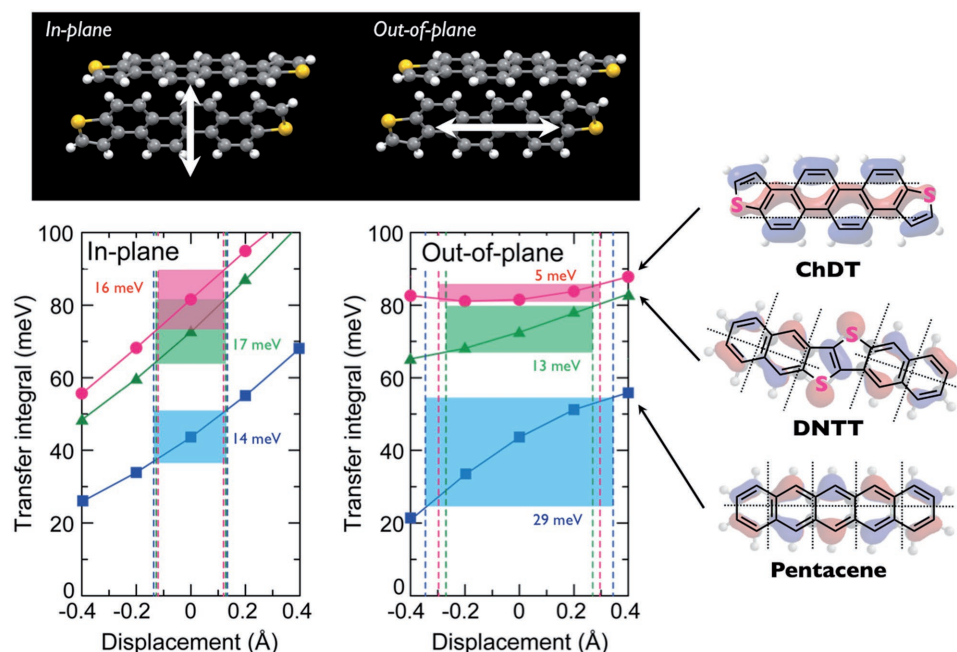 In-plane
Out-of-plane
In-plane
16 meV
17 meV
14 meV
Transfer integral (meV)
100
80
60
40
20
0
-0.4
-0.2
0
0.2
0.4
Displacement (Å)
Out-of-plane
5 meV
13 meV
29 meV
Transfer integral (meV)
100
80
60
40
20
0
-0.4
-0.2
0
0.2
0.4
Displacement (Å)
S
S
ChDT
S
S
DNTT
Pentacene